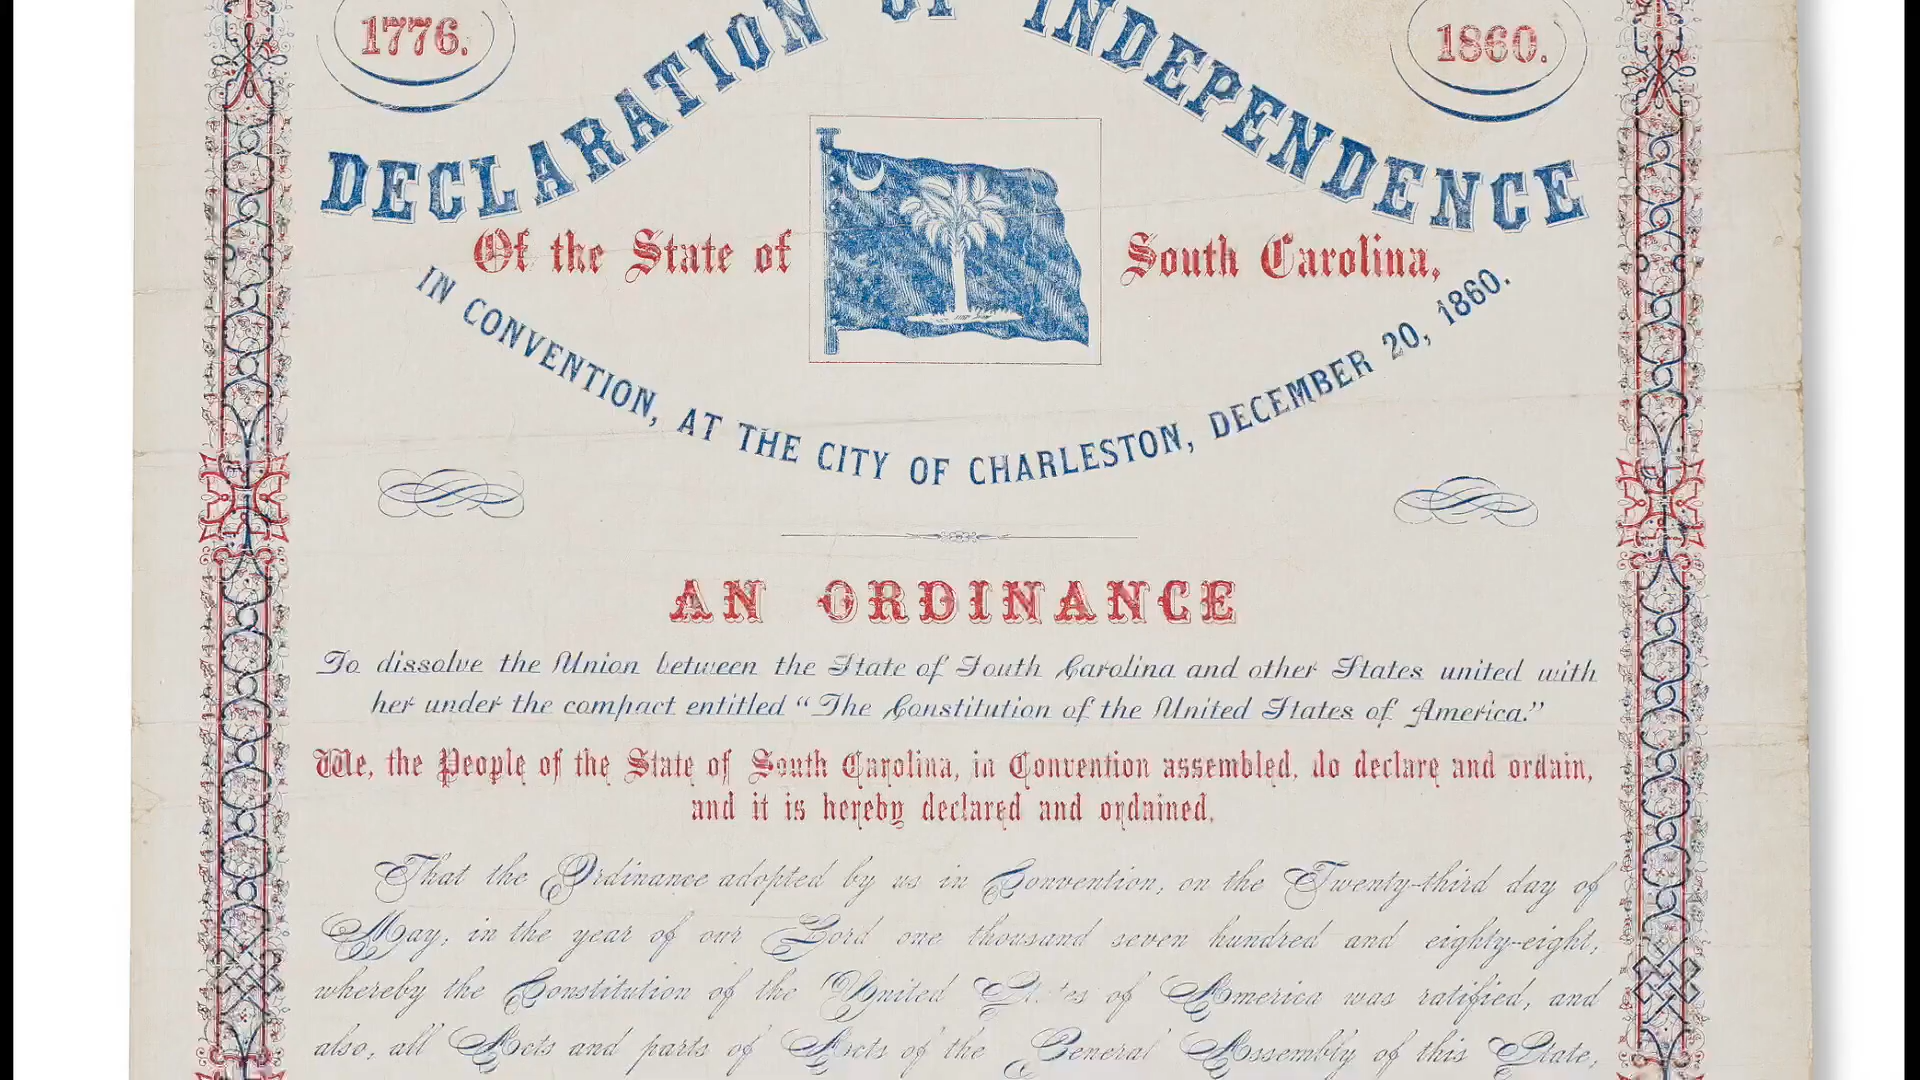 1776.
1860.
DECLARATION OF INDEPENDENCE
Of the State of South Carolina,
IN CONVENTION, AT THE CITY OF CHARLESTON, DECEMBER 20, 1860.
AN ORDINANCE
To dissolve the Union between the State of South Carolina and other States united with
her under the compact entitled “The Constitution of the United States of America.”
We, the People of the State of South Carolina, in Convention assembled, do declare and ordain,
and it is hereby declared and ordained,
That the Ordinance adopted by us in Convention, on the Twenty-third day of
May, in the year of our Lord one thousand seven hundred and eighty-eight,
whereby the Constitution of the United States of America was ratified, and
also, all Acts and parts of Acts of the General Assembly of this State,